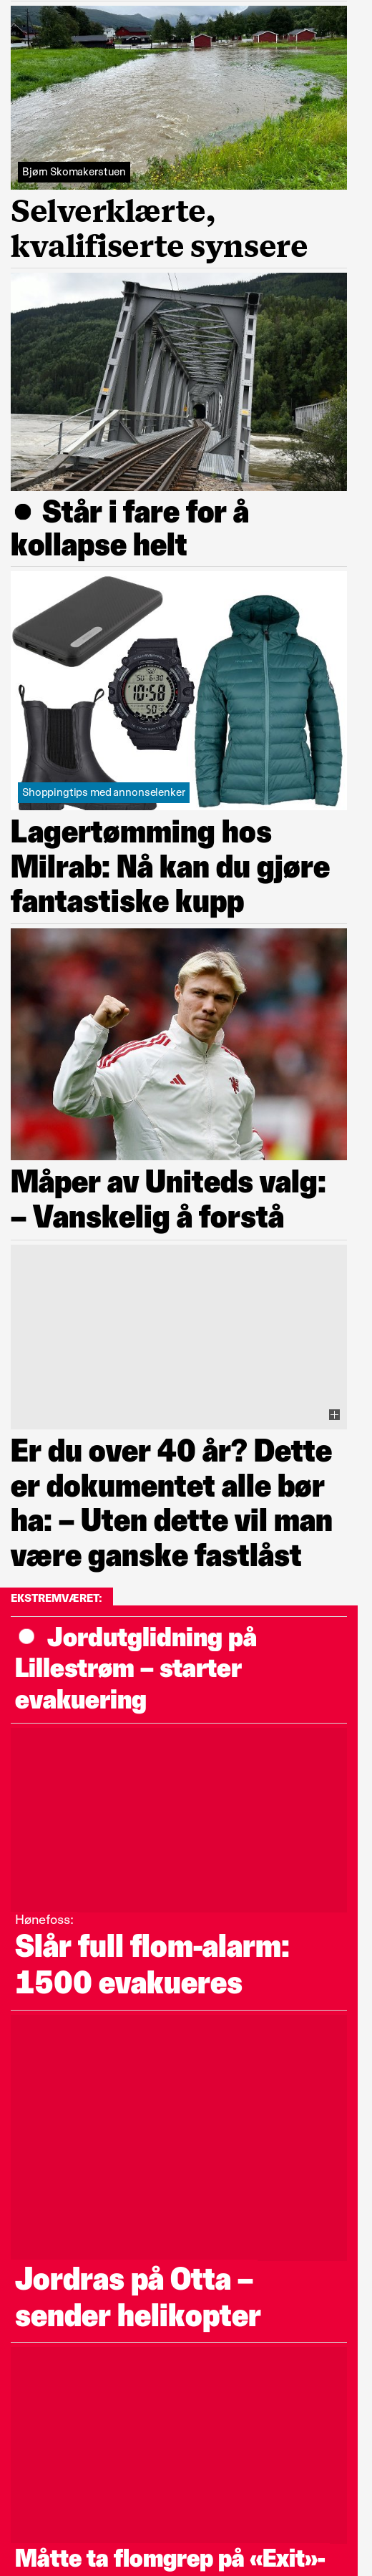 Bjørn Skomakerstuen
Selverklærte,
kvalifiserte synsere
Står i fare for å
kollapse helt
10:58 50
Shoppingtips med annonselenker
Lagertømming hos
Milrab: Nå kan du gjøre
fantastiske kupp
Måper av Uniteds valg:
– Vanskelig å forstå
Er du over 40 år? Dette
er dokumentet alle bør
ha: – Uten dette vil man
være ganske fastlåst
EKSTREMVÆRET:
Jordutglidning på
Lillestrøm – starter
evakuering
Hønefoss:
Slår full flom-alarm:
1500 evakueres
Jordras på Otta –
sender helikopter
Måtte ta flomgrep på «Exit»-